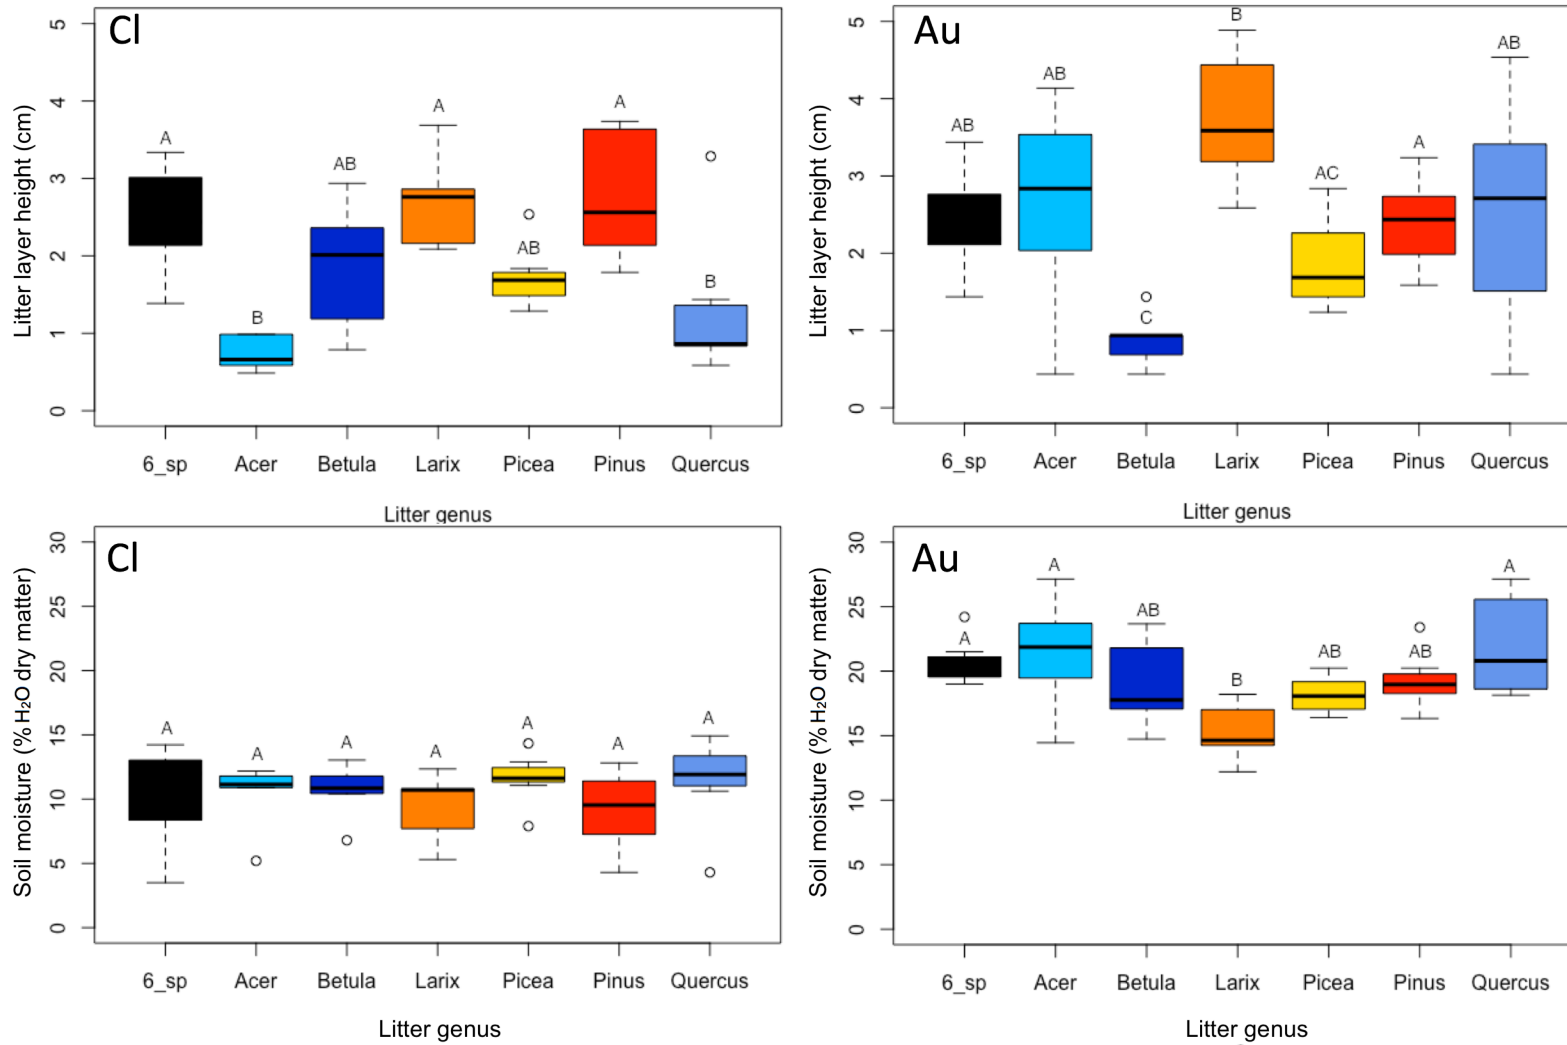 Cl
Litter layer height (cm)
5
4
3
2
1
0
A
B
AB
A
AB
A
B
6_sp Acer Betula Larix Picea Pinus Quercus
Litter genus
Au
Litter layer height (cm)
5
4
3
2
1
0
AB
AB
C
B
AC
A
AB
6_sp Acer Betula Larix Picea Pinus Quercus
Litter genus
Cl
Soil moisture (% H₂O dry matter)
30
25
20
15
10
5
0
A
A
A
A
A
A
A
6_sp Acer Betula Larix Picea Pinus Quercus
Litter genus
Au
Soil moisture (% H₂O dry matter)
30
25
20
15
10
5
0
A
A
AB
B
AB
AB
A
6_sp Acer Betula Larix Picea Pinus Quercus
Litter genus